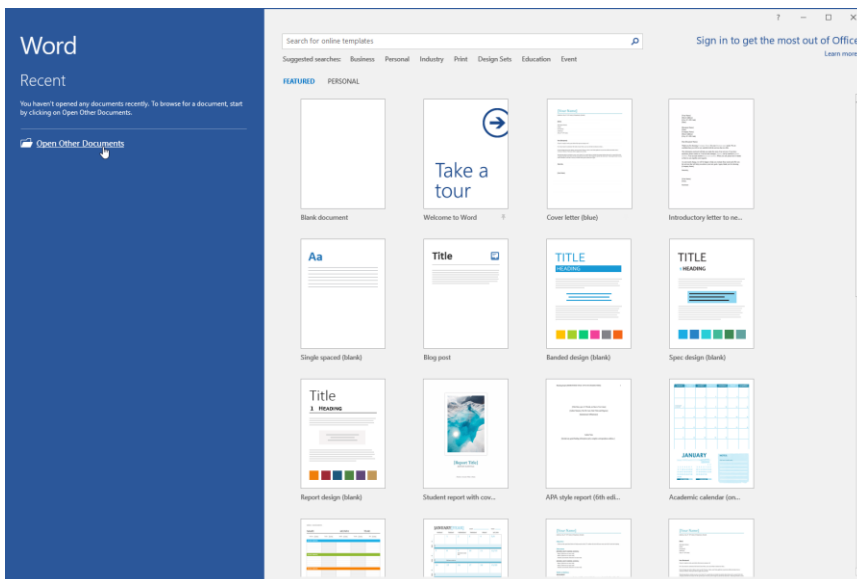 ?
Word
Sign in to get the most out of Office
Learn more
Recent
You haven't opened any documents recently. To browse for a document, start
by clicking on Open Other Documents.
Open Other Documents
Search for online templates
Suggested searches: Business Personal Industry Print Design Sets Education Event
FEATURED PERSONAL
Take a
tour
Blank document
Welcome to Word
Cover letter (blue)
Introductory letter to ne...
Aa
Title
TITLE
HEADING
TITLE
HEADING
Single spaced (blank)
Blog post
Banded design (blank)
Spec design (blank)
Title
1 HEADING
[Report Title]
JANUARY
Report design (blank)
Student report with cov...
APA style report (6th edi...
Academic calendar (on...
JANUARY